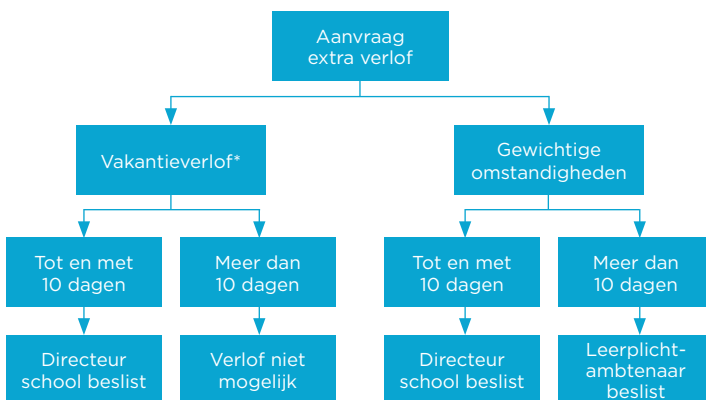 Aanvraag
extra verlof
Vakantieverlof*
Gewichtige
omstandigheden
Tot en met
10 dagen
Meer dan
10 dagen
Tot en met
10 dagen
Meer dan
10 dagen
Directeur
school beslist
Verlof niet
mogelijk
Directeur
school beslist
Leerplicht-
ambtenaar
beslist